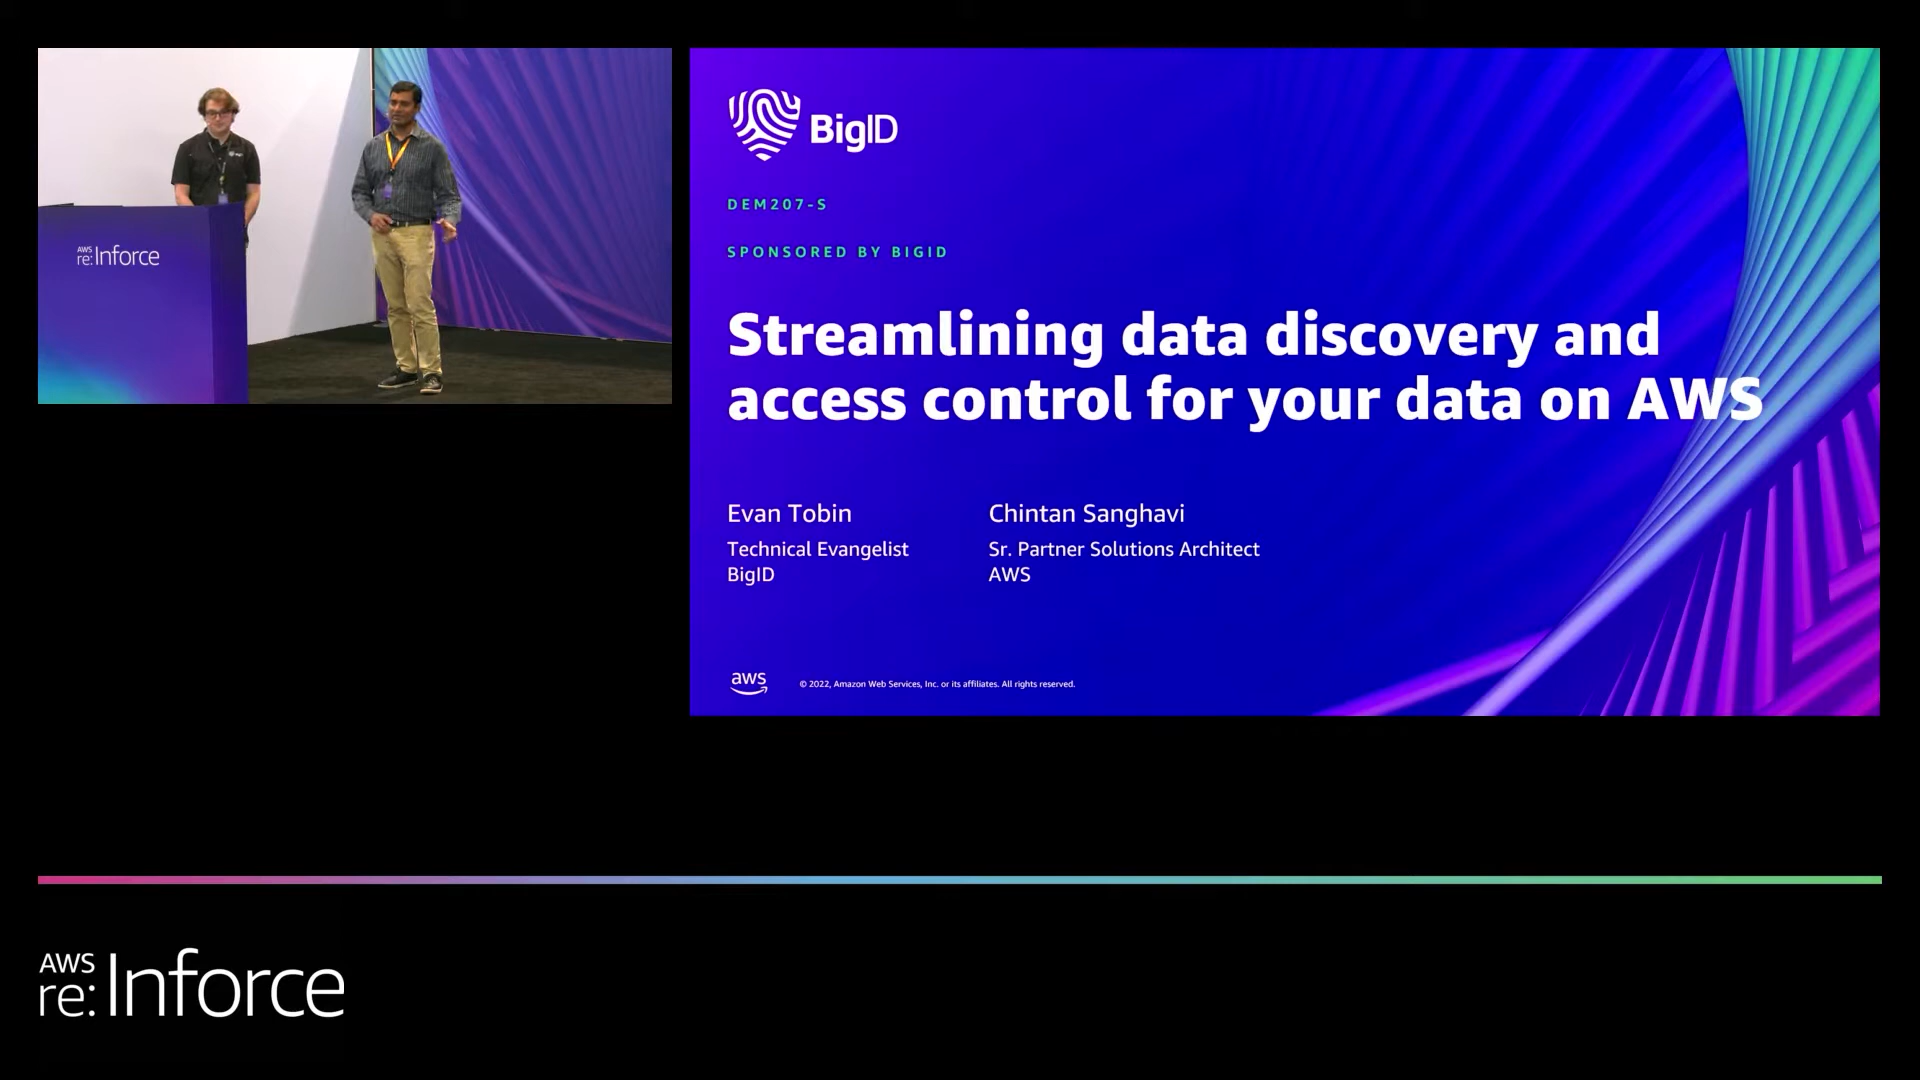 AWS
re:Inforce
BigID
DEM207-S
SPONSORED BY BIGID
Streamlining data discovery and
access control for your data on AWS
Evan Tobin
Technical Evangelist
BigID
Chintan Sanghavi
Sr. Partner Solutions Architect
AWS
aws
© 2022, Amazon Web Services, Inc. or its affiliates. All rights reserved.
AWS
re:Inforce